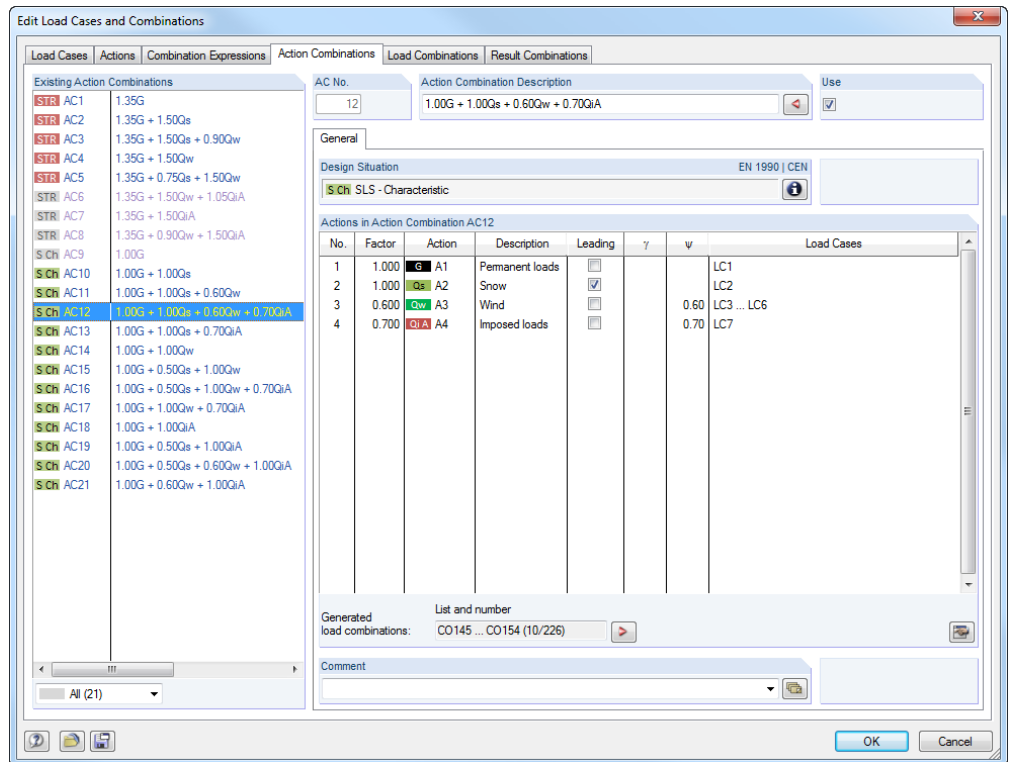 Edit Load Cases and Combinations
Load Cases Actions Combination Expressions Action Combinations Load Combinations Result Combinations
Existing Action Combinations
STR AC1 1.35G
STR AC2 1.35G + 1.50Qs
STR AC3 1.35G + 1.50Qs + 0.90Qw
STR AC4 1.35G + 1.50Qw
STR AC5 1.35G + 0.75Qs + 1.50Qw
STR AC6 1.35G + 1.50Qw + 1.05QiA
STR AC7 1.35G + 1.50QiA
STR AC8 1.35G + 0.90Qw + 1.50QiA
S Ch AC9 1.00G
S Ch AC10 1.00G + 1.00Qs
S Ch AC11 1.00G + 1.00Qs + 0.60Qw
S Ch AC12 1.00G + 1.00Qs + 0.60Qw + 0.70QiA
S Ch AC13 1.00G + 1.00Qs + 0.70QiA
S Ch AC14 1.00G + 1.00Qw
S Ch AC15 1.00G + 0.50Qs + 1.00Qw
S Ch AC16 1.00G + 0.50Qs + 1.00Qw + 0.70QiA
S Ch AC17 1.00G + 1.00Qw + 0.70QiA
S Ch AC18 1.00G + 1.00QiA
S Ch AC19 1.00G + 0.50Qs + 1.00QiA
S Ch AC20 1.00G + 0.50Qs + 0.60Qw + 1.00QiA
S Ch AC21 1.00G + 0.60Qw + 1.00QiA
All (21)
AC No.
12
Action Combination Description
1.00G + 1.00Qs + 0.60Qw + 0.70QiA
Use
General
Design Situation EN 1990 | CEN
S Ch SLS - Characteristic
Actions in Action Combination AC12
No. Factor Action Description Leading γ ψ Load Cases
1 1.000 G A1 Permanent loads LC1
2 1.000 Qs A2 Snow LC2
3 0.600 Qw A3 Wind 0.60 LC3 ... LC6
4 0.700 Qi A A4 Imposed loads 0.70 LC7
List and number
Generated
load combinations: CO145 ... CO154 (10/226)
Comment
OK Cancel